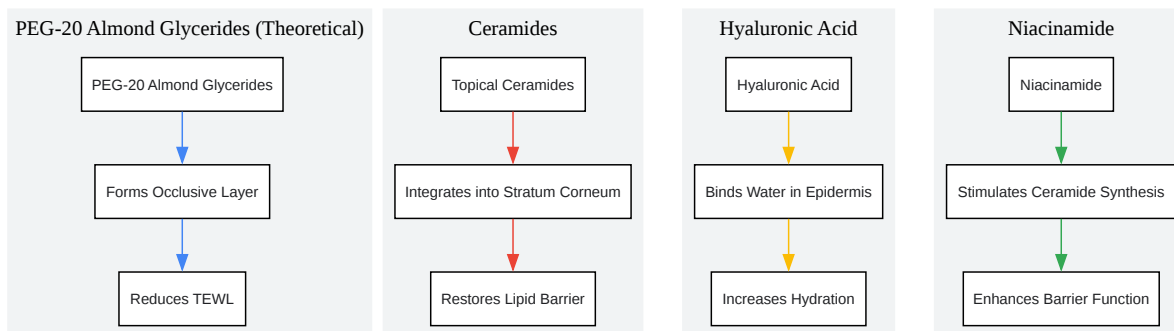 PEG-20 Almond Glycerides (Theoretical)
PEG-20 Almond Glycerides
Forms Occlusive Layer
Reduces TEWL
Ceramides
Topical Ceramides
Integrates into Stratum Corneum
Restores Lipid Barrier
Hyaluronic Acid
Hyaluronic Acid
Binds Water in Epidermis
Increases Hydration
Niacinamide
Niacinamide
Stimulates Ceramide Synthesis
Enhances Barrier Function